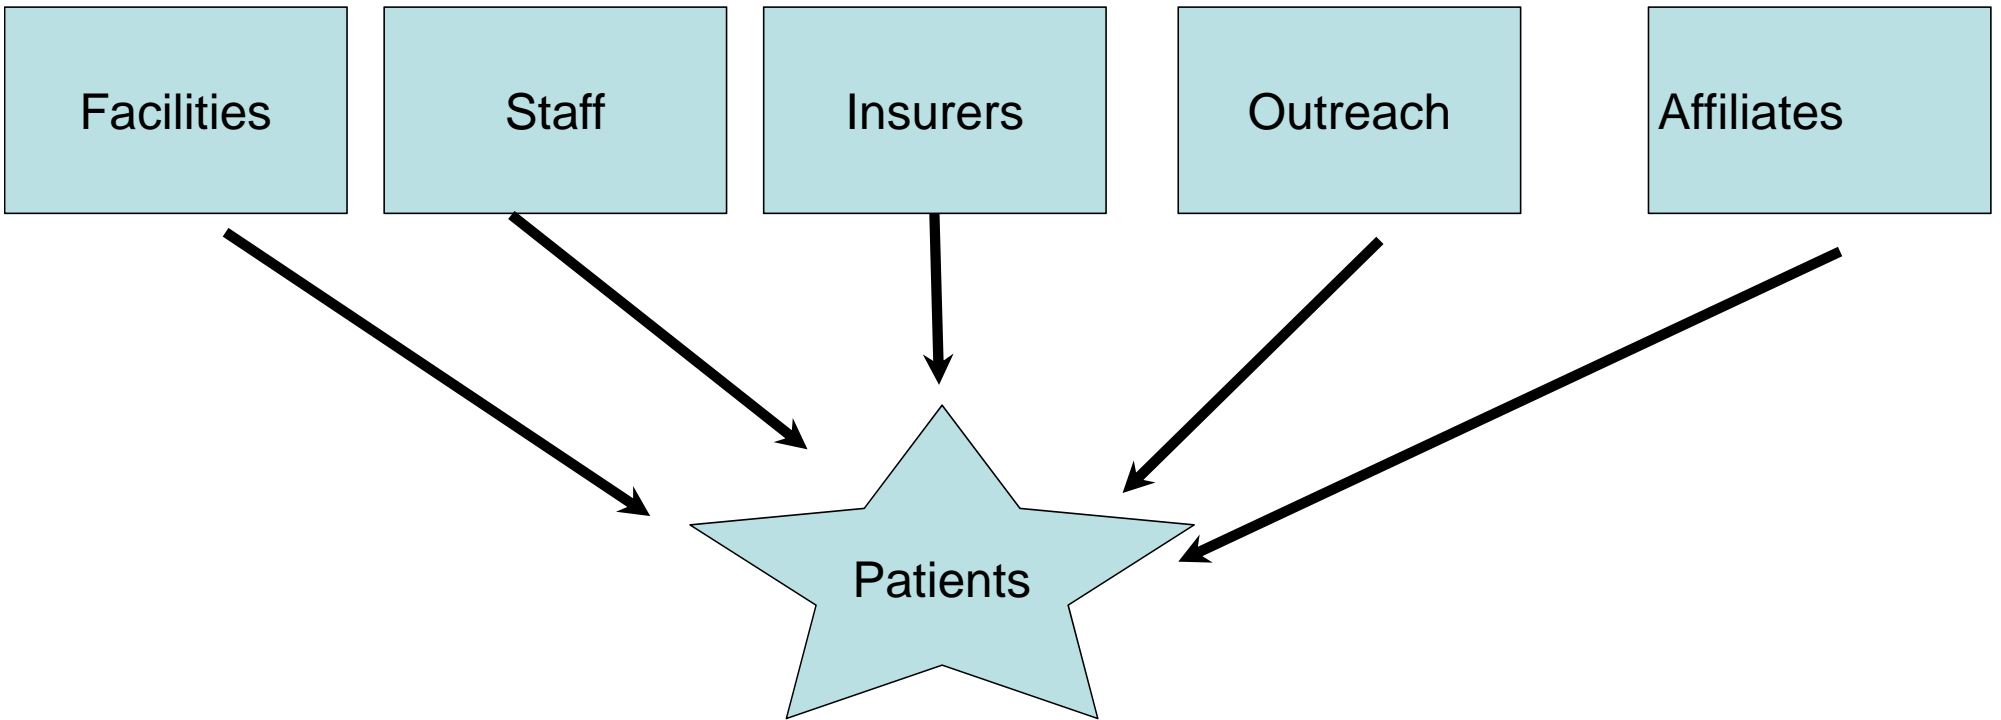 Facilities
Staff
Insurers
Outreach
Affiliates
Patients